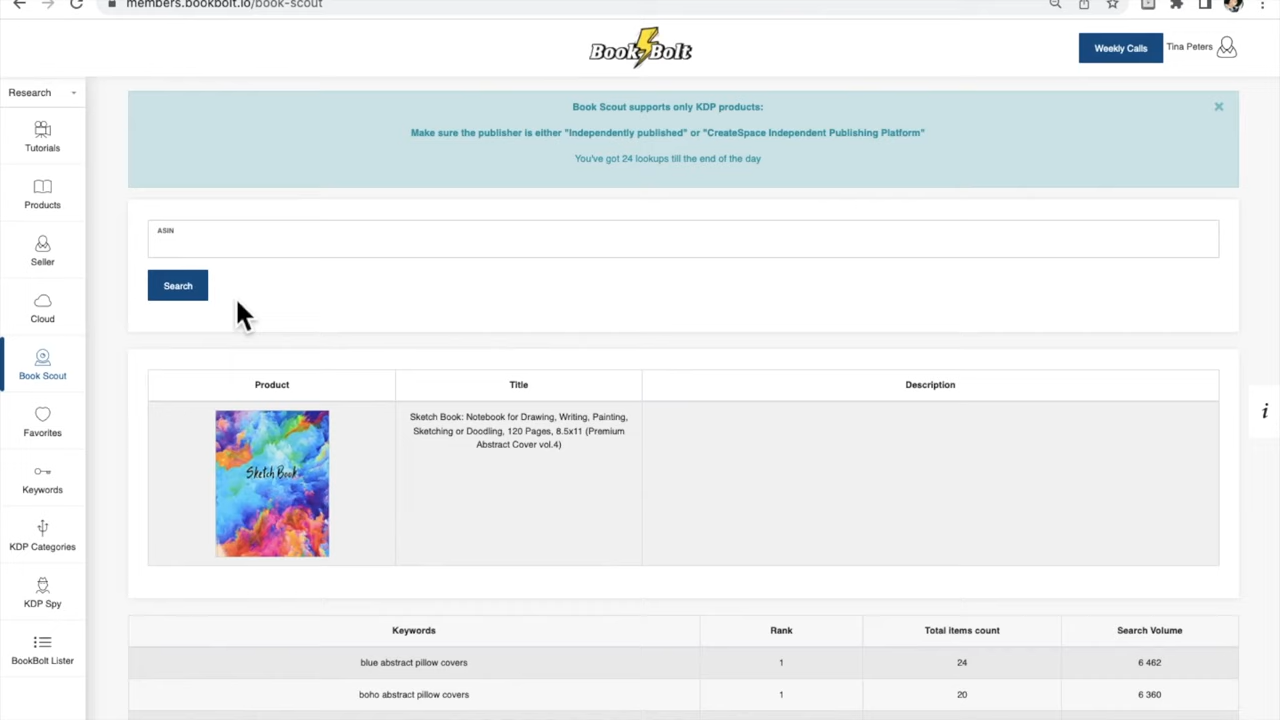 members.bookbolt.io/book-scout
Book Bolt
Weekly Calls
Tina Peters
Research
Tutorials
Products
Seller
Cloud
Book Scout
Favorites
Keywords
KDP Categories
KDP Spy
BookBolt Lister
Book Scout supports only KDP products:
Make sure the publisher is either "Independently published" or "CreateSpace Independent Publishing Platform"
You've got 24 lookups till the end of the day
ASIN
Search
Product Title Description
Sketch Book
Sketch Book: Notebook for Drawing, Writing, Painting,
Sketching or Doodling, 120 Pages, 8.5x11 (Premium
Abstract Cover vol.4)
Keywords Rank Total items count Search Volume
blue abstract pillow covers 1 24 6 462
boho abstract pillow covers 1 20 6 360
i